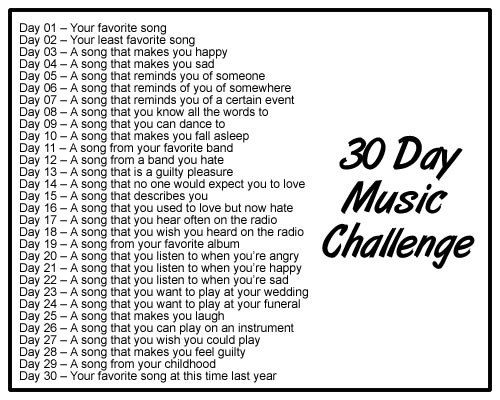 Day 01 – Your favorite song
Day 02 – Your least favorite song
Day 03 – A song that makes you happy
Day 04 – A song that makes you sad
Day 05 – A song that reminds you of someone
Day 06 – A song that reminds of you of somewhere
Day 07 – A song that reminds you of a certain event
Day 08 – A song that you know all the words to
Day 09 – A song that you can dance to
Day 10 – A song that makes you fall asleep
Day 11 – A song from your favorite band
Day 12 – A song from a band you hate
Day 13 – A song that is a guilty pleasure
Day 14 – A song that no one would expect you to love
Day 15 – A song that describes you
Day 16 – A song that you used to love but now hate
Day 17 – A song that you hear often on the radio
Day 18 – A song that you wish you heard on the radio
Day 19 – A song from your favorite album
Day 20 – A song that you listen to when you're angry
Day 21 – A song that you listen to when you're happy
Day 22 – A song that you listen to when you're sad
Day 23 – A song that you want to play at your wedding
Day 24 – A song that you want to play at your funeral
Day 25 – A song that makes you laugh
Day 26 – A song that you can play on an instrument
Day 27 – A song that you wish you could play
Day 28 – A song that makes you feel guilty
Day 29 – A song from your childhood
Day 30 – Your favorite song at this time last year
30 Day
Music
Challenge